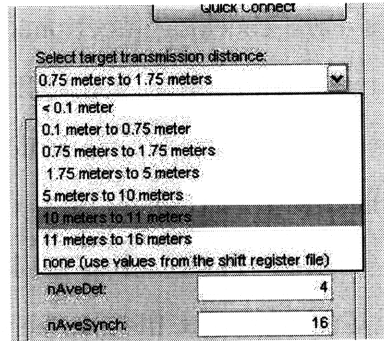 Quick Connect
Select target transmission distance:
0.75 meters to 1.75 meters
< 0.1 meter
0.1 meter to 0.75 meter
0.75 meters to 1.75 meters
1.75 meters to 5 meters
5 meters to 10 meters
10 meters to 11 meters
11 meters to 16 meters
none (use values from the shift register file)
nAveDet: 4
nAveSynch: 16